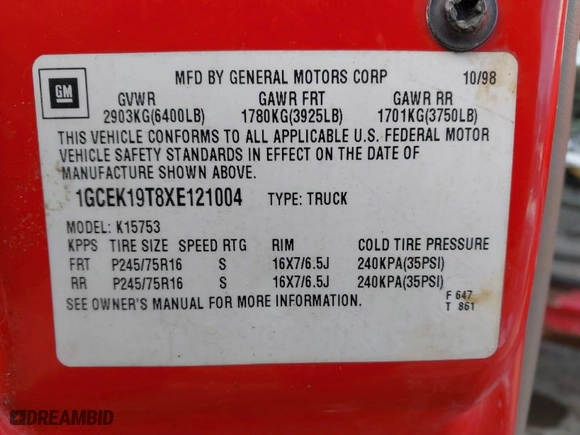 GM
MFD BY GENERAL MOTORS CORP 10/98
GVWR GAWR FRT GAWR RR
2903KG(6400LB) 1780KG(3925LB) 1701KG(3750LB)
THIS VEHICLE CONFORMS TO ALL APPLICABLE U.S. FEDERAL MOTOR
VEHICLE SAFETY STANDARDS IN EFFECT ON THE DATE OF
MANUFACTURE SHOWN ABOVE.
1GCEK19T8XE121004 TYPE: TRUCK
MODEL: K15753
KPPS TIRE SIZE SPEED RTG RIM COLD TIRE PRESSURE
FRT P245/75R16 S 16X7/6.5J 240KPA(35PSI)
RR P245/75R16 S 16X7/6.5J 240KPA(35PSI)
SEE OWNER'S MANUAL FOR MORE INFORMATION.
F 647
T 861
DREAMBID